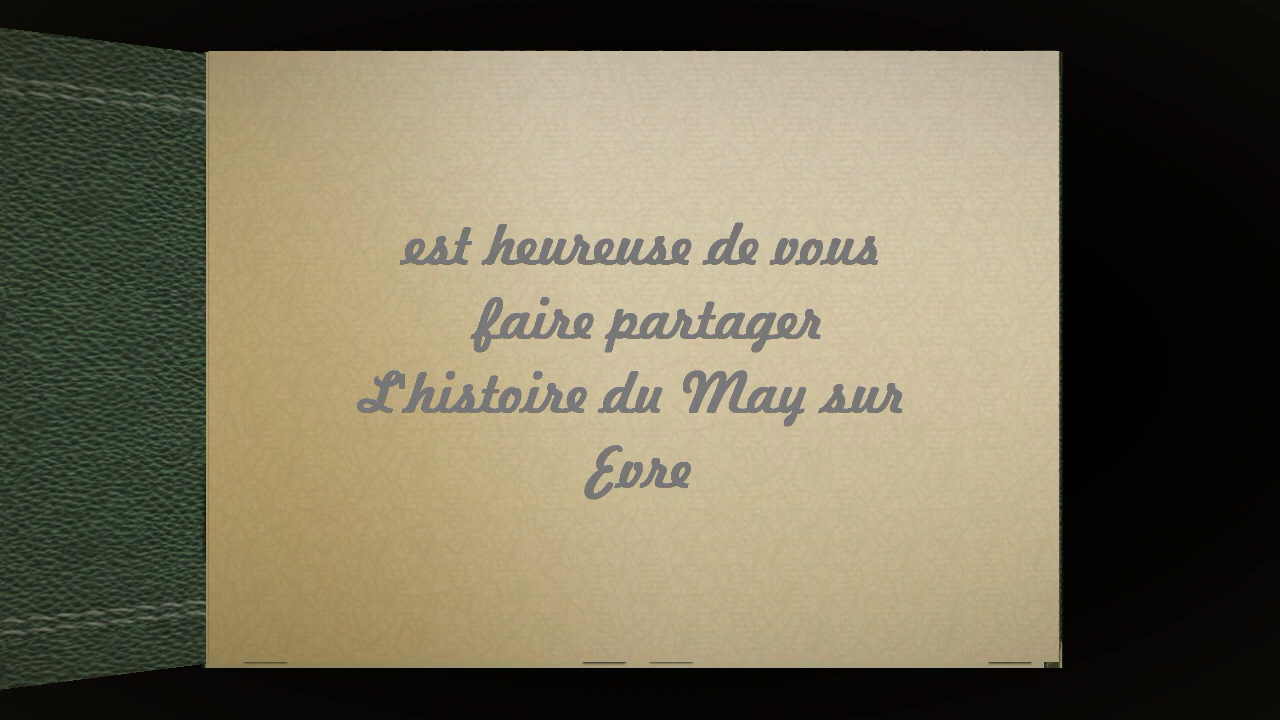 est heureuse de vous
faire partager
L'histoire du May sur
Evre